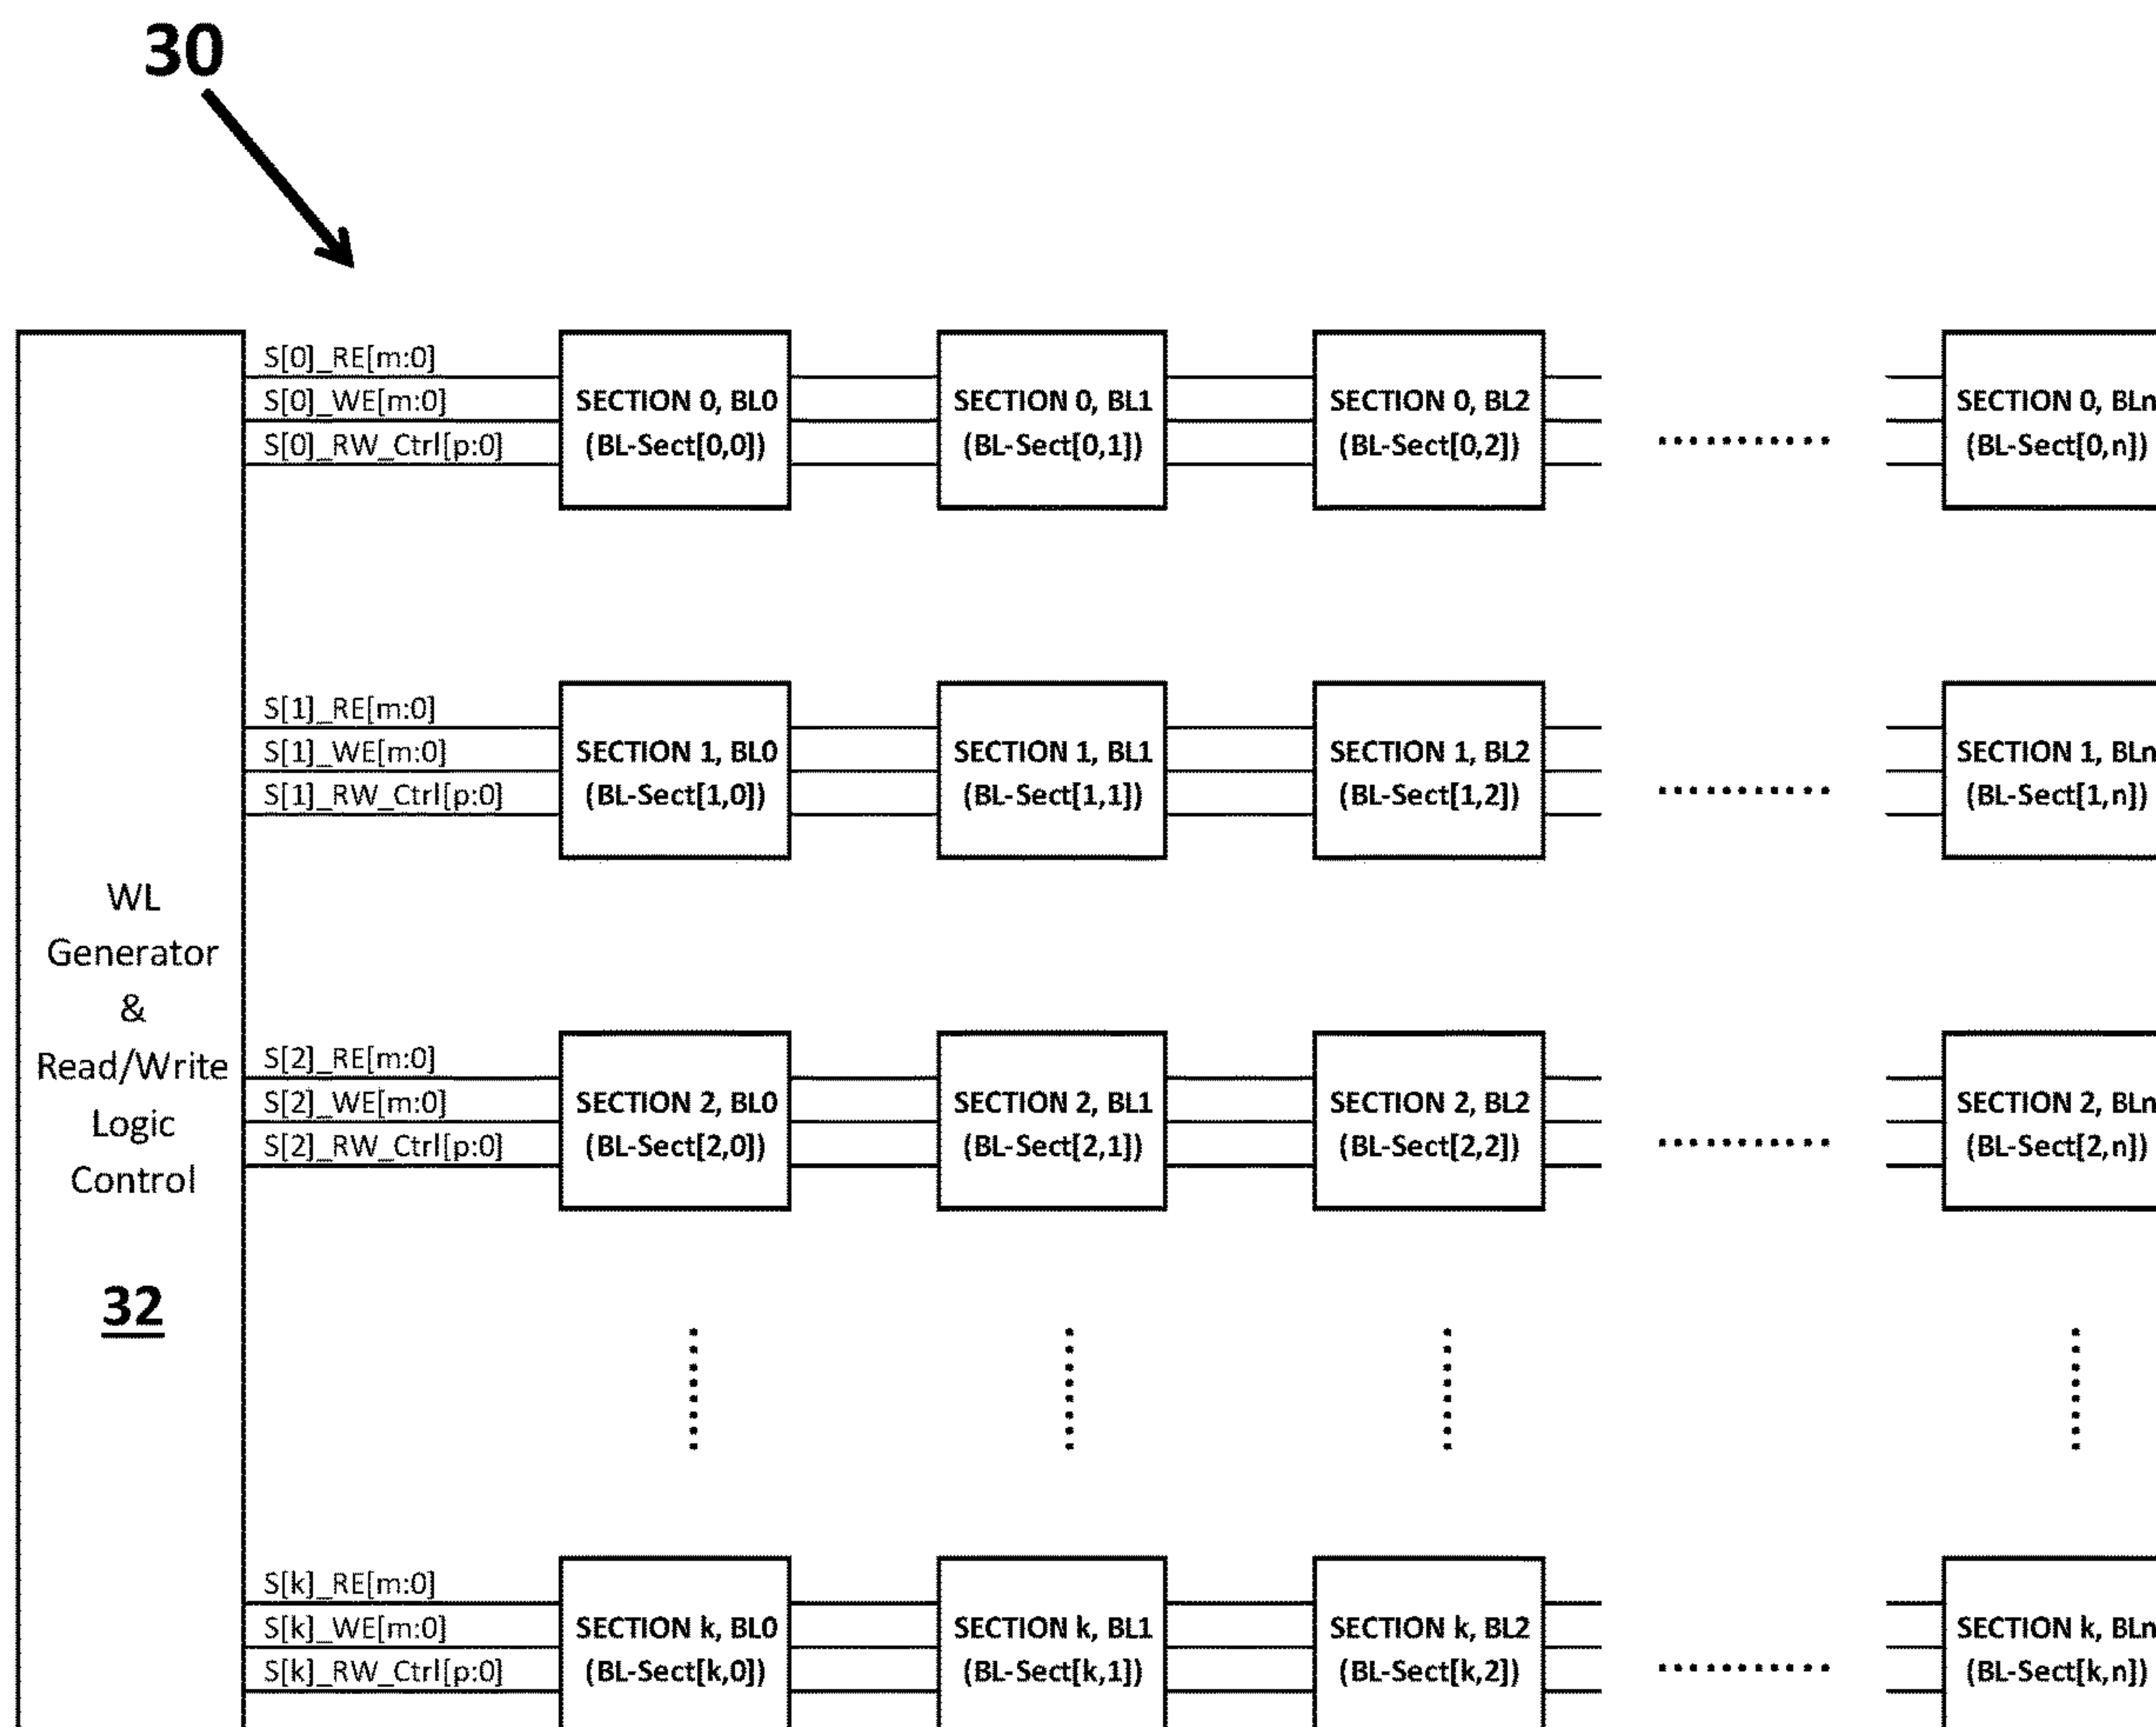 30
S[0]_RE[m:0]
S[0]_WE[m:0]
S[0]_RW_Ctrl[p:0]
SECTION 0, BL0
(BL-Sect[0,0])
SECTION 0, BL1
(BL-Sect[0,1])
SECTION 0, BL2
(BL-Sect[0,2])
SECTION 0, BLn
(BL-Sect[0,n])
S[1]_RE[m:0]
S[1]_WE[m:0]
S[1]_RW_Ctrl[p:0]
SECTION 1, BL0
(BL-Sect[1,0])
SECTION 1, BL1
(BL-Sect[1,1])
SECTION 1, BL2
(BL-Sect[1,2])
SECTION 1, BLn
(BL-Sect[1,n])
WL
Generator
&
Read/Write
Logic
Control
32
S[2]_RE[m:0]
S[2]_WE[m:0]
S[2]_RW_Ctrl[p:0]
SECTION 2, BL0
(BL-Sect[2,0])
SECTION 2, BL1
(BL-Sect[2,1])
SECTION 2, BL2
(BL-Sect[2,2])
SECTION 2, BLn
(BL-Sect[2,n])
S[k]_RE[m:0]
S[k]_WE[m:0]
S[k]_RW_Ctrl[p:0]
SECTION k, BL0
(BL-Sect[k,0])
SECTION k, BL1
(BL-Sect[k,1])
SECTION k, BL2
(BL-Sect[k,2])
SECTION k, BLn
(BL-Sect[k,n])